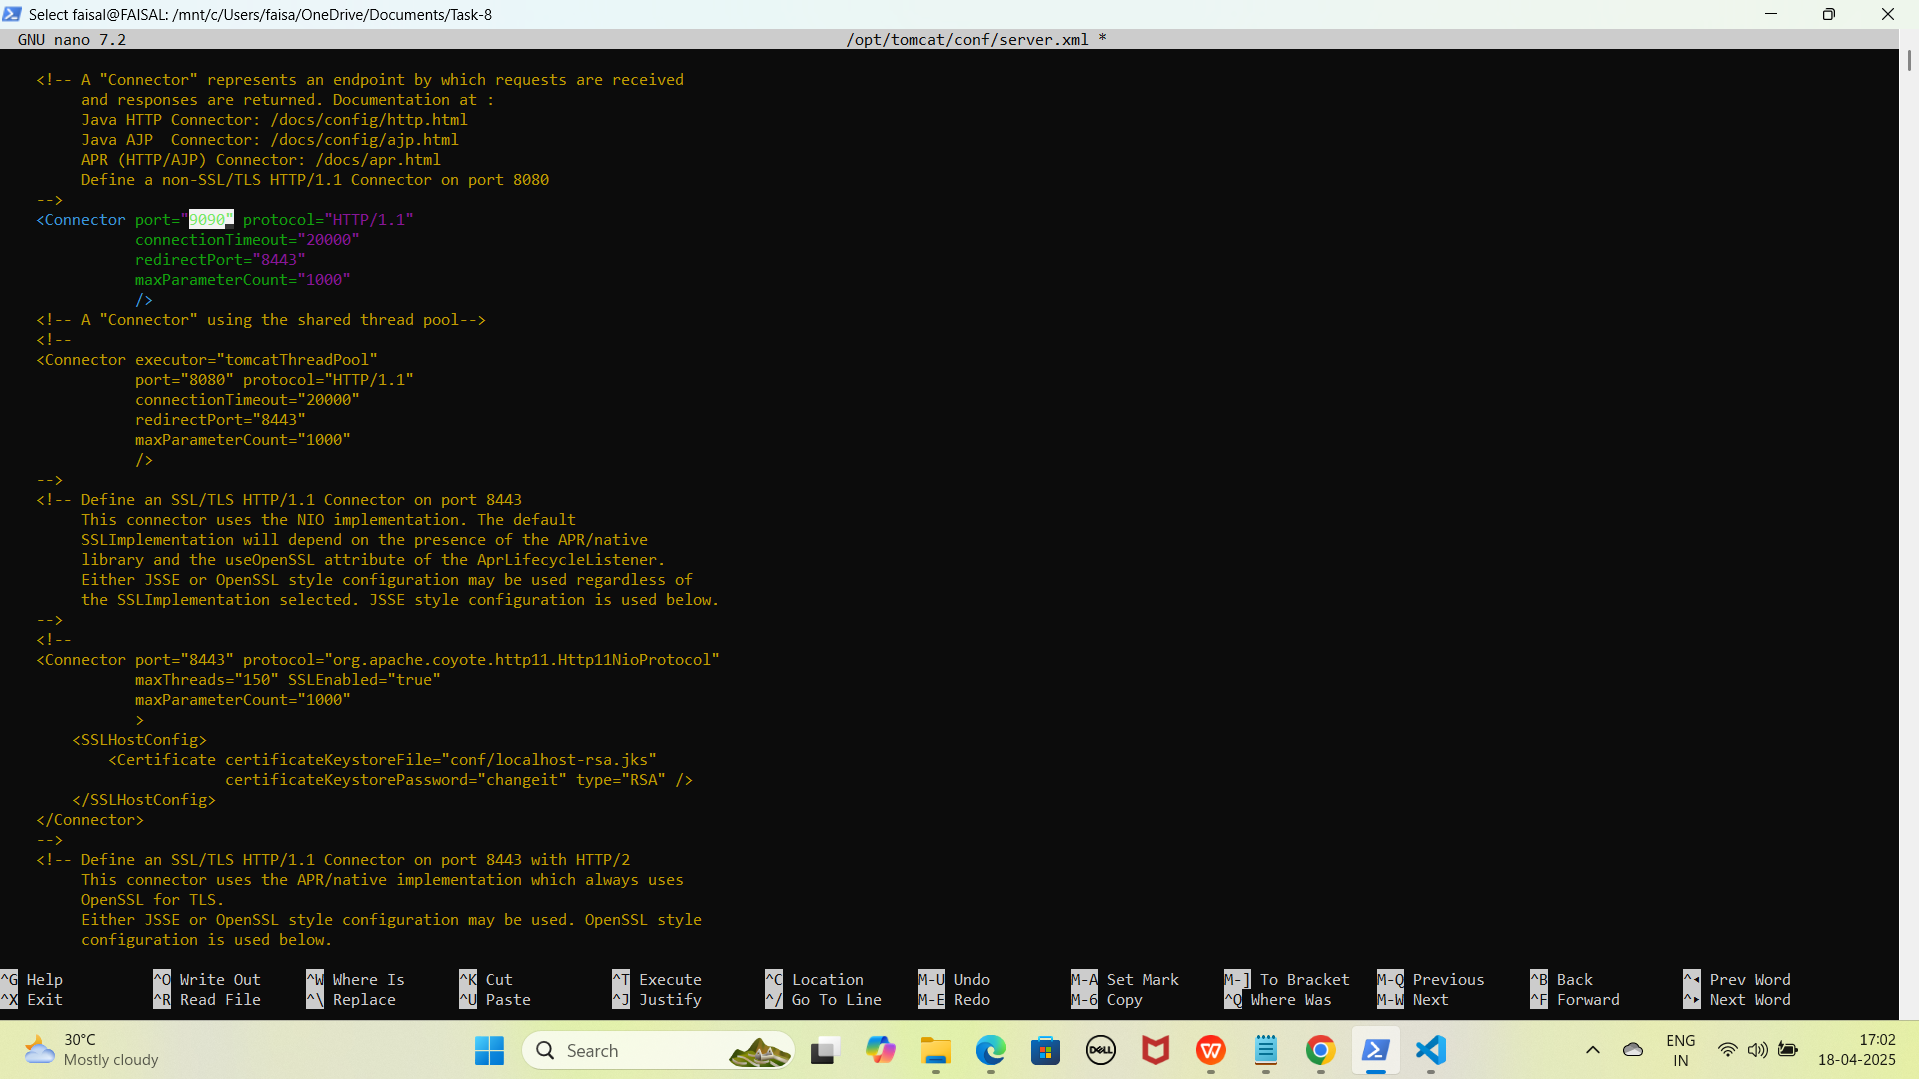 Select faisal@FAISAL: /mnt/c/Users/faisa/OneDrive/Documents/Task-8
GNU nano 7.2 /opt/tomcat/conf/server.xml *
<!-- A "Connector" represents an endpoint by which requests are received
and responses are returned. Documentation at :
Java HTTP Connector: /docs/config/http.html
Java AJP  Connector: /docs/config/ajp.html
APR (HTTP/AJP) Connector: /docs/apr.html
Define a non-SSL/TLS HTTP/1.1 Connector on port 8080
-->
<Connector port="9090" protocol="HTTP/1.1"
connectionTimeout="20000"
redirectPort="8443"
maxParameterCount="1000"
/>
<!-- A "Connector" using the shared thread pool-->
<!--
<Connector executor="tomcatThreadPool"
port="8080" protocol="HTTP/1.1"
connectionTimeout="20000"
redirectPort="8443"
maxParameterCount="1000"
/>
-->
<!-- Define an SSL/TLS HTTP/1.1 Connector on port 8443
This connector uses the NIO implementation. The default
SSLImplementation will depend on the presence of the APR/native
library and the useOpenSSL attribute of the AprLifecycleListener.
Either JSSE or OpenSSL style configuration may be used regardless of
the SSLImplementation selected. JSSE style configuration is used below.
-->
<!--
<Connector port="8443" protocol="org.apache.coyote.http11.Http11NioProtocol"
maxThreads="150" SSLEnabled="true"
maxParameterCount="1000"
>
<SSLHostConfig>
<Certificate certificateKeystoreFile="conf/localhost-rsa.jks"
certificateKeystorePassword="changeit" type="RSA" />
</SSLHostConfig>
</Connector>
-->
<!-- Define an SSL/TLS HTTP/1.1 Connector on port 8443 with HTTP/2
This connector uses the APR/native implementation which always uses
OpenSSL for TLS.
Either JSSE or OpenSSL style configuration may be used. OpenSSL style
configuration is used below.
^G Help ^O Write Out ^W Where Is ^K Cut ^T Execute ^C Location M-U Undo M-A Set Mark M-] To Bracket M-Q Previous ^B Back ^◂ Prev Word
^X Exit ^R Read File ^\ Replace ^U Paste ^J Justify ^/ Go To Line M-E Redo M-6 Copy ^Q Where Was M-W Next ^F Forward ^▸ Next Word
30°C
Mostly cloudy
Search
DELL
W
ENG
IN
17:02
18-04-2025